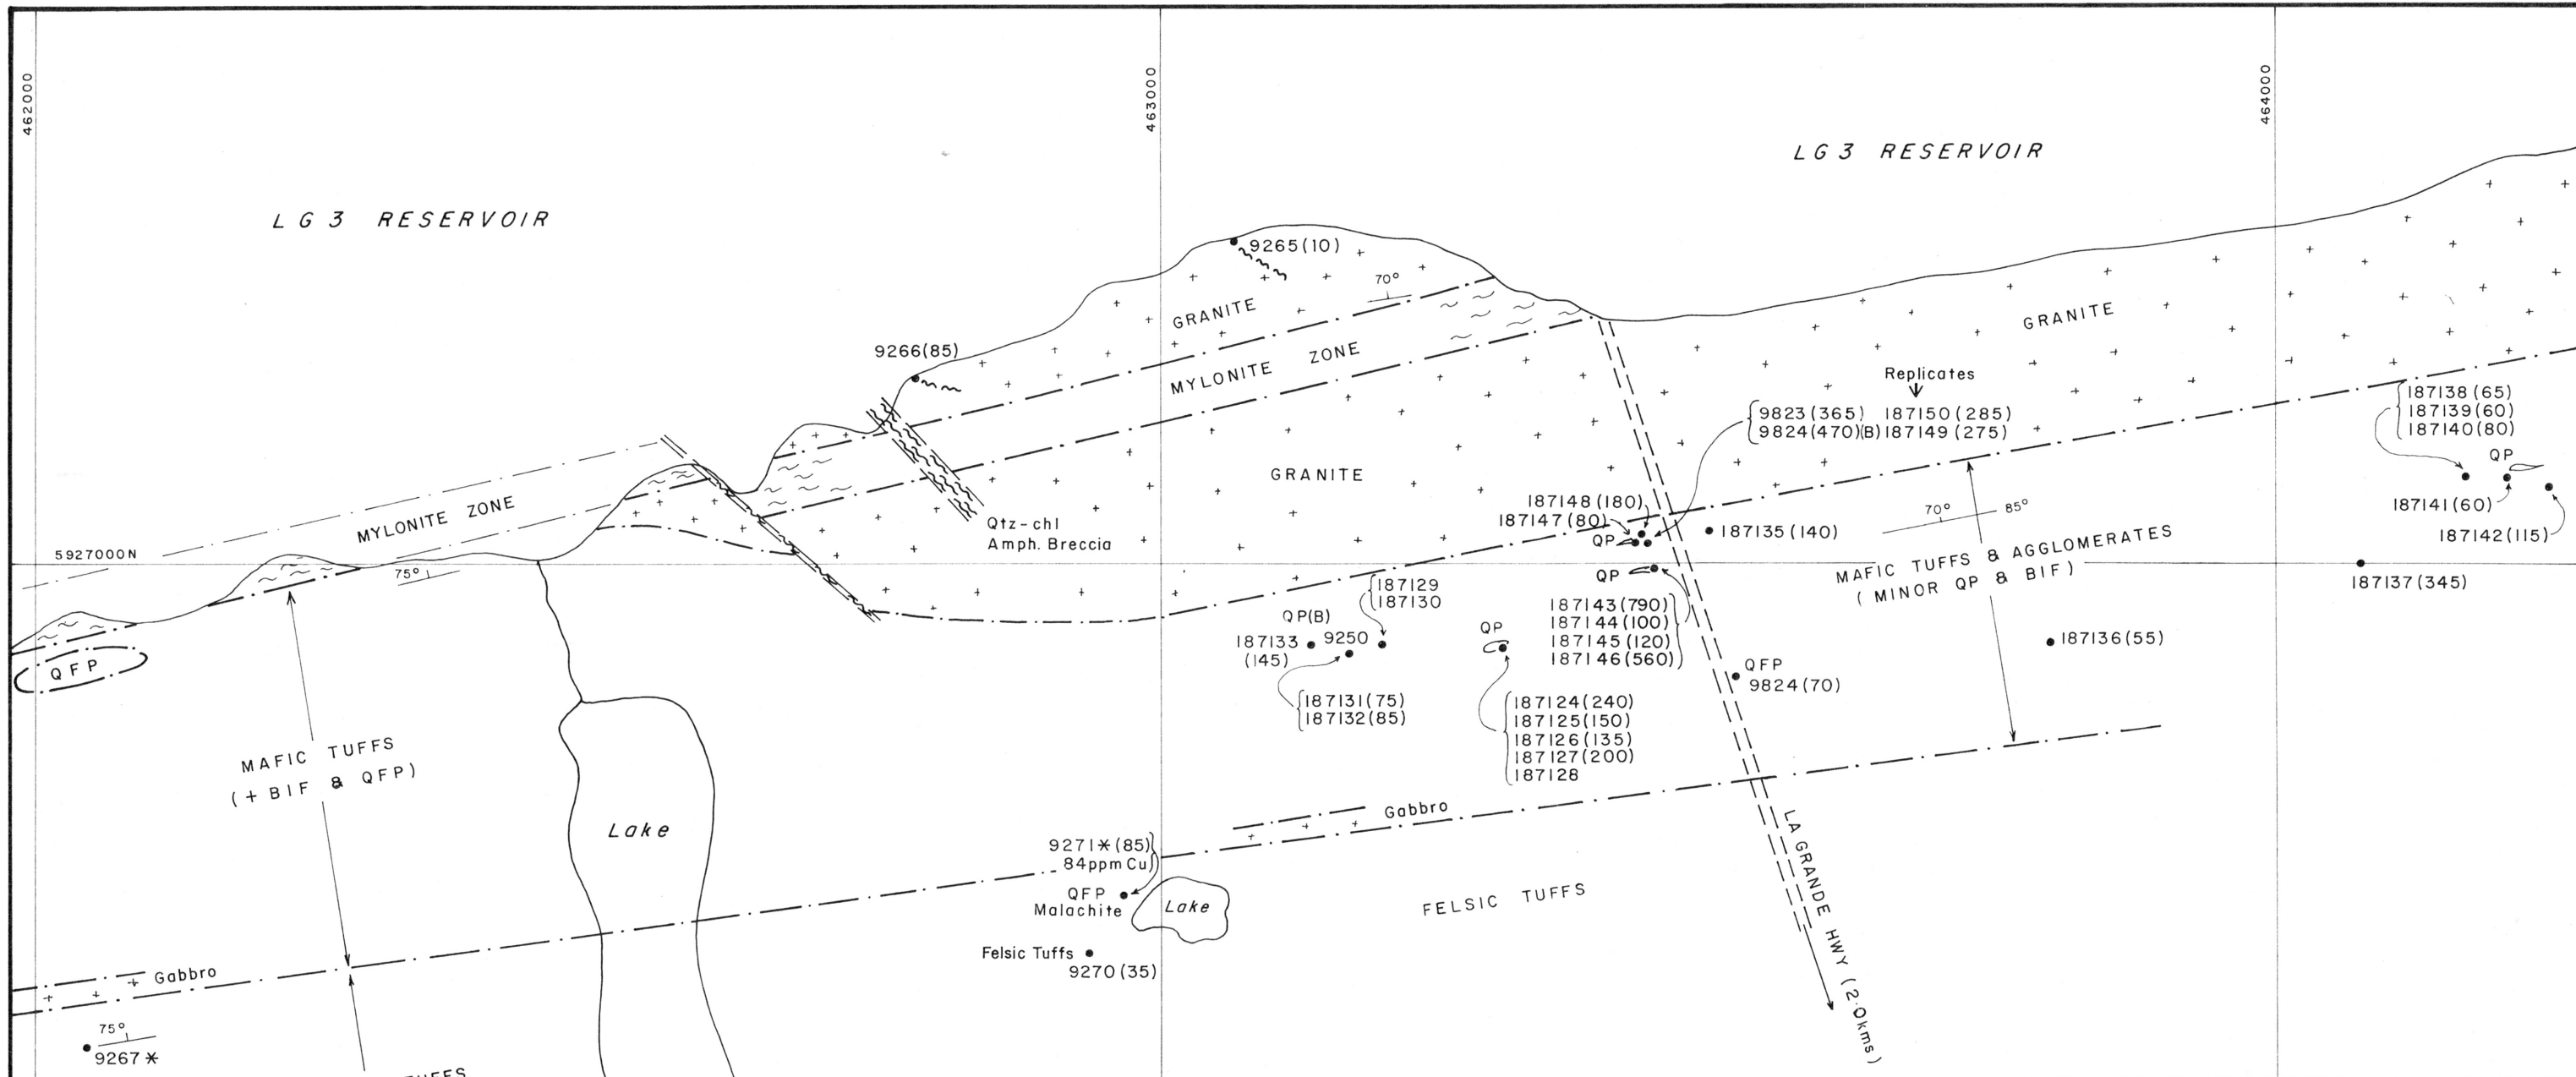 462000
463000
464000
LG3 RESERVOIR
LG3 RESERVOIR
9265(10)
70°
GRANITE
GRANITE
9266(85)
MYLONITE ZONE
Replicates
9823(365) 187150(285)
9824(470)(B) 187149(275)
187138(65)
187139(60)
187140(80)
QP
GRANITE
MYLONITE ZONE
187148(180)
187147(80)
QP
187141(60)
187142(115)
70°
85°
Qtz-chl
Amph. Breccia
187135(140)
5927000N
MAFIC TUFFS & AGGLOMERATES
(MINOR QP & BIF)
75°
QP
187137(345)
187129
187130
187143(790)
187144(100)
187145(120)
187146(560)
QP(B)
187133
(145)
9250
QP
187136(55)
QFP
QFP
9824(70)
187131(75)
187132(85)
187124(240)
187125(150)
187126(135)
187127(200)
187128
MAFIC TUFFS
(+ BIF & QFP)
Lake
Gabbro
9271*(85)
84ppm Cu
QFP
Malachite
Lake
FELSIC TUFFS
LA GRANDE HWY (2.0kms)
Felsic Tuffs
9270(35)
Gabbro
75°
9267*
TUFFS